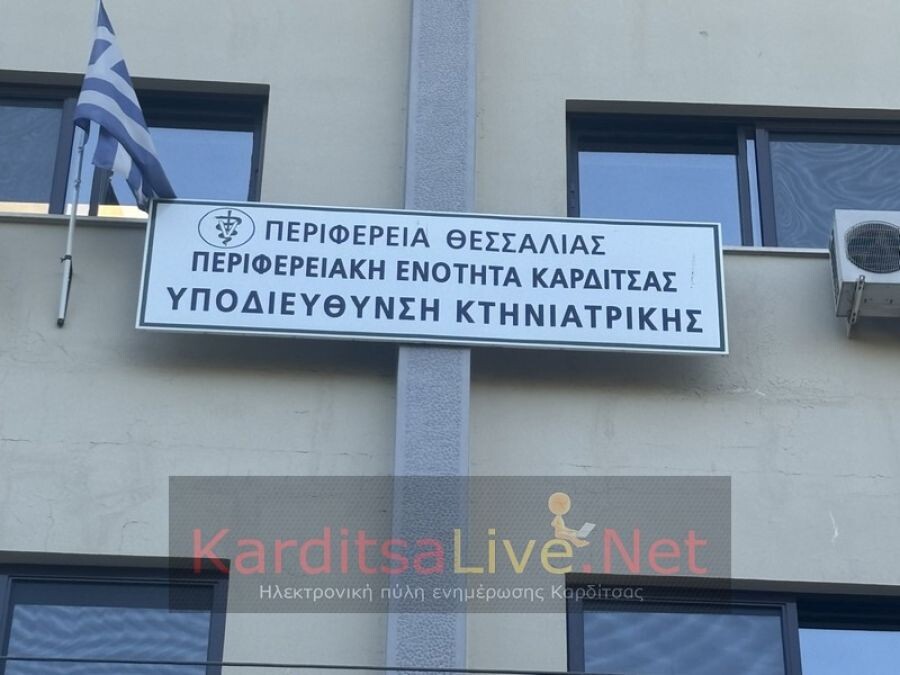 ΠΕΡΙΦΕΡΕΙΑ ΘΕΣΣΑΛΙΑΣ
ΠΕΡΙΦΕΡΕΙΑΚΗ ΕΝΟΤΗΤΑ ΚΑΡΔΙΤΣΑΣ
ΥΠΟΔΙΕΥΘΥΝΣΗ ΚΤΗΝΙΑΤΡΙΚΗΣ
KarditsaLive.Net
Ηλεκτρονική πύλη ενημέρωσης Καρδίτσας